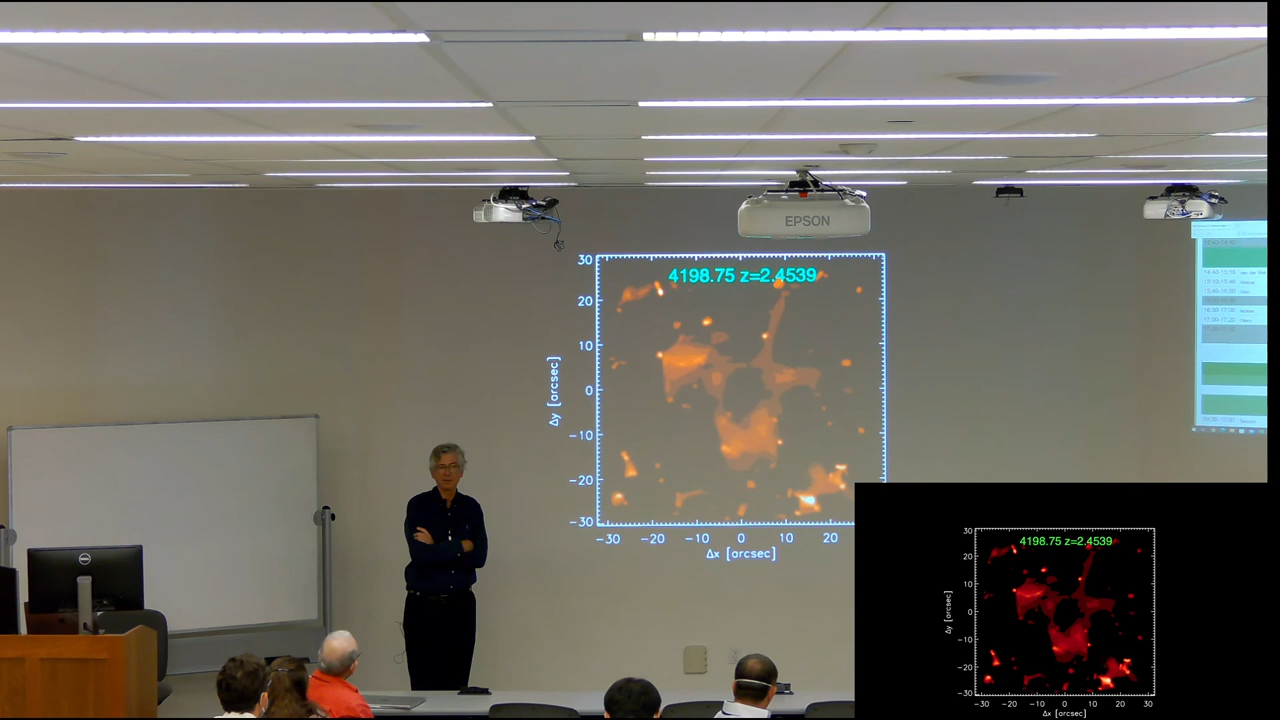 EPSON
4198.75 z=2.4539
30
20
10
0
−10
−20
−30
Δy [arcsec]
−30 −20 −10 0 10 20
Δx [arcsec]
DELL
4198.75 z=2.4539
30
20
10
0
−10
−20
−30
Δy [arcsec]
−30 −20 −10 0 10 20 30
Δx [arcsec]